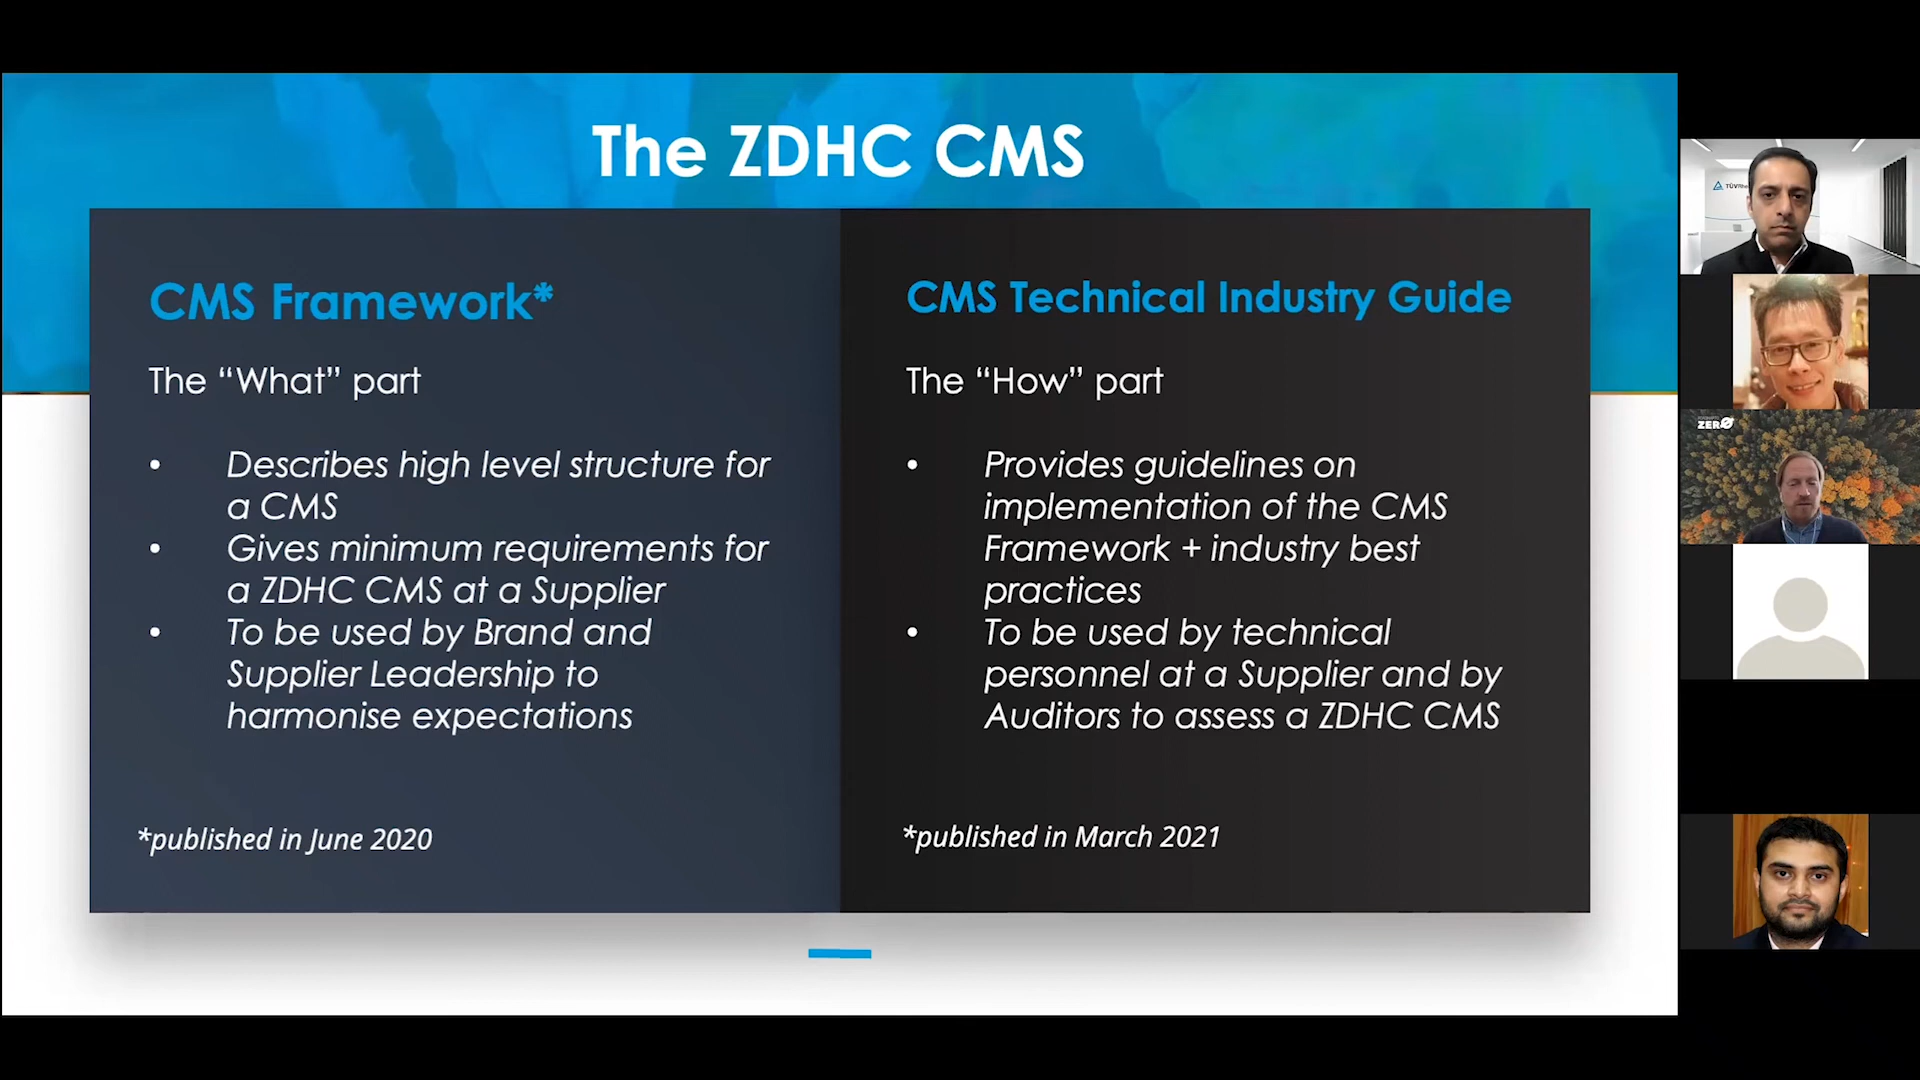 The ZDHC CMS
CMS Framework*
The “What” part
• Describes high level structure for
a CMS
• Gives minimum requirements for
a ZDHC CMS at a Supplier
• To be used by Brand and
Supplier Leadership to
harmonise expectations
*published in June 2020
CMS Technical Industry Guide
The “How” part
• Provides guidelines on
implementation of the CMS
Framework + industry best
practices
• To be used by technical
personnel at a Supplier and by
Auditors to assess a ZDHC CMS
*published in March 2021
ZERO